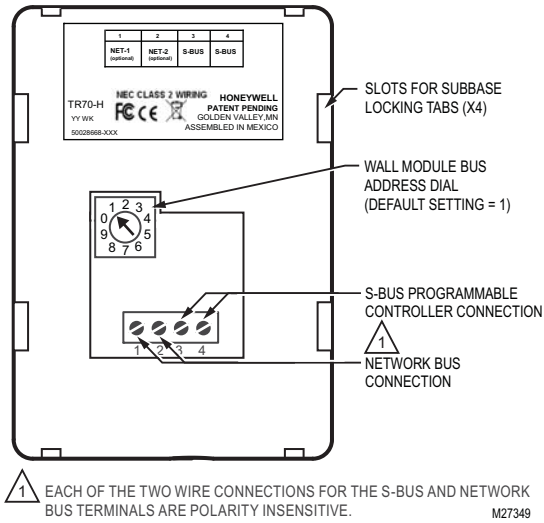 1 2 3 4
NET-1 NET-2 S-BUS S-BUS
(optional) (optional)
NEC CLASS 2 WIRING
TR70-H
YY WK
50028668-XXX
FC CE
HONEYWELL
PATENT PENDING
GOLDEN VALLEY,MN
ASSEMBLED IN MEXICO
SLOTS FOR SUBBASE
LOCKING TABS (X4)
WALL MODULE BUS
ADDRESS DIAL
(DEFAULT SETTING = 1)
0 1 2 3 4 5 6 7 8 9
S-BUS PROGRAMMABLE
CONTROLLER CONNECTION
1
NETWORK BUS
CONNECTION
1 2 3 4
1 EACH OF THE TWO WIRE CONNECTIONS FOR THE S-BUS AND NETWORK
BUS TERMINALS ARE POLARITY INSENSITIVE.
M27349